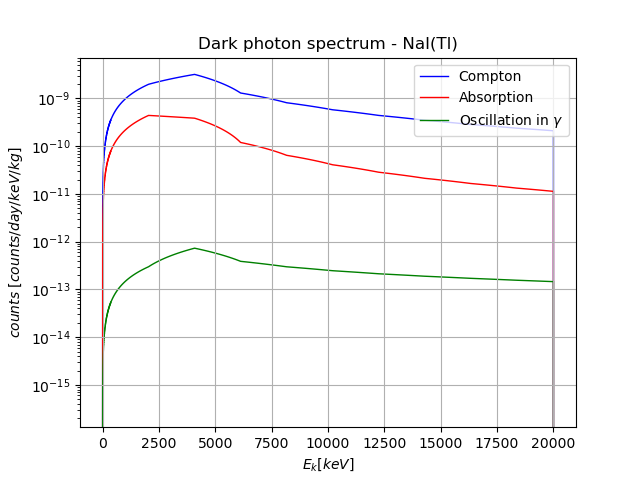 Dark photon spectrum - NaI(Tl)
Compton
Absorption
Oscillation in γ
counts [counts/day/keV/kg]
10⁻⁹
10⁻¹⁰
10⁻¹¹
10⁻¹²
10⁻¹³
10⁻¹⁴
10⁻¹⁵
0 2500 5000 7500 10000 12500 15000 17500 20000
E_k[keV]